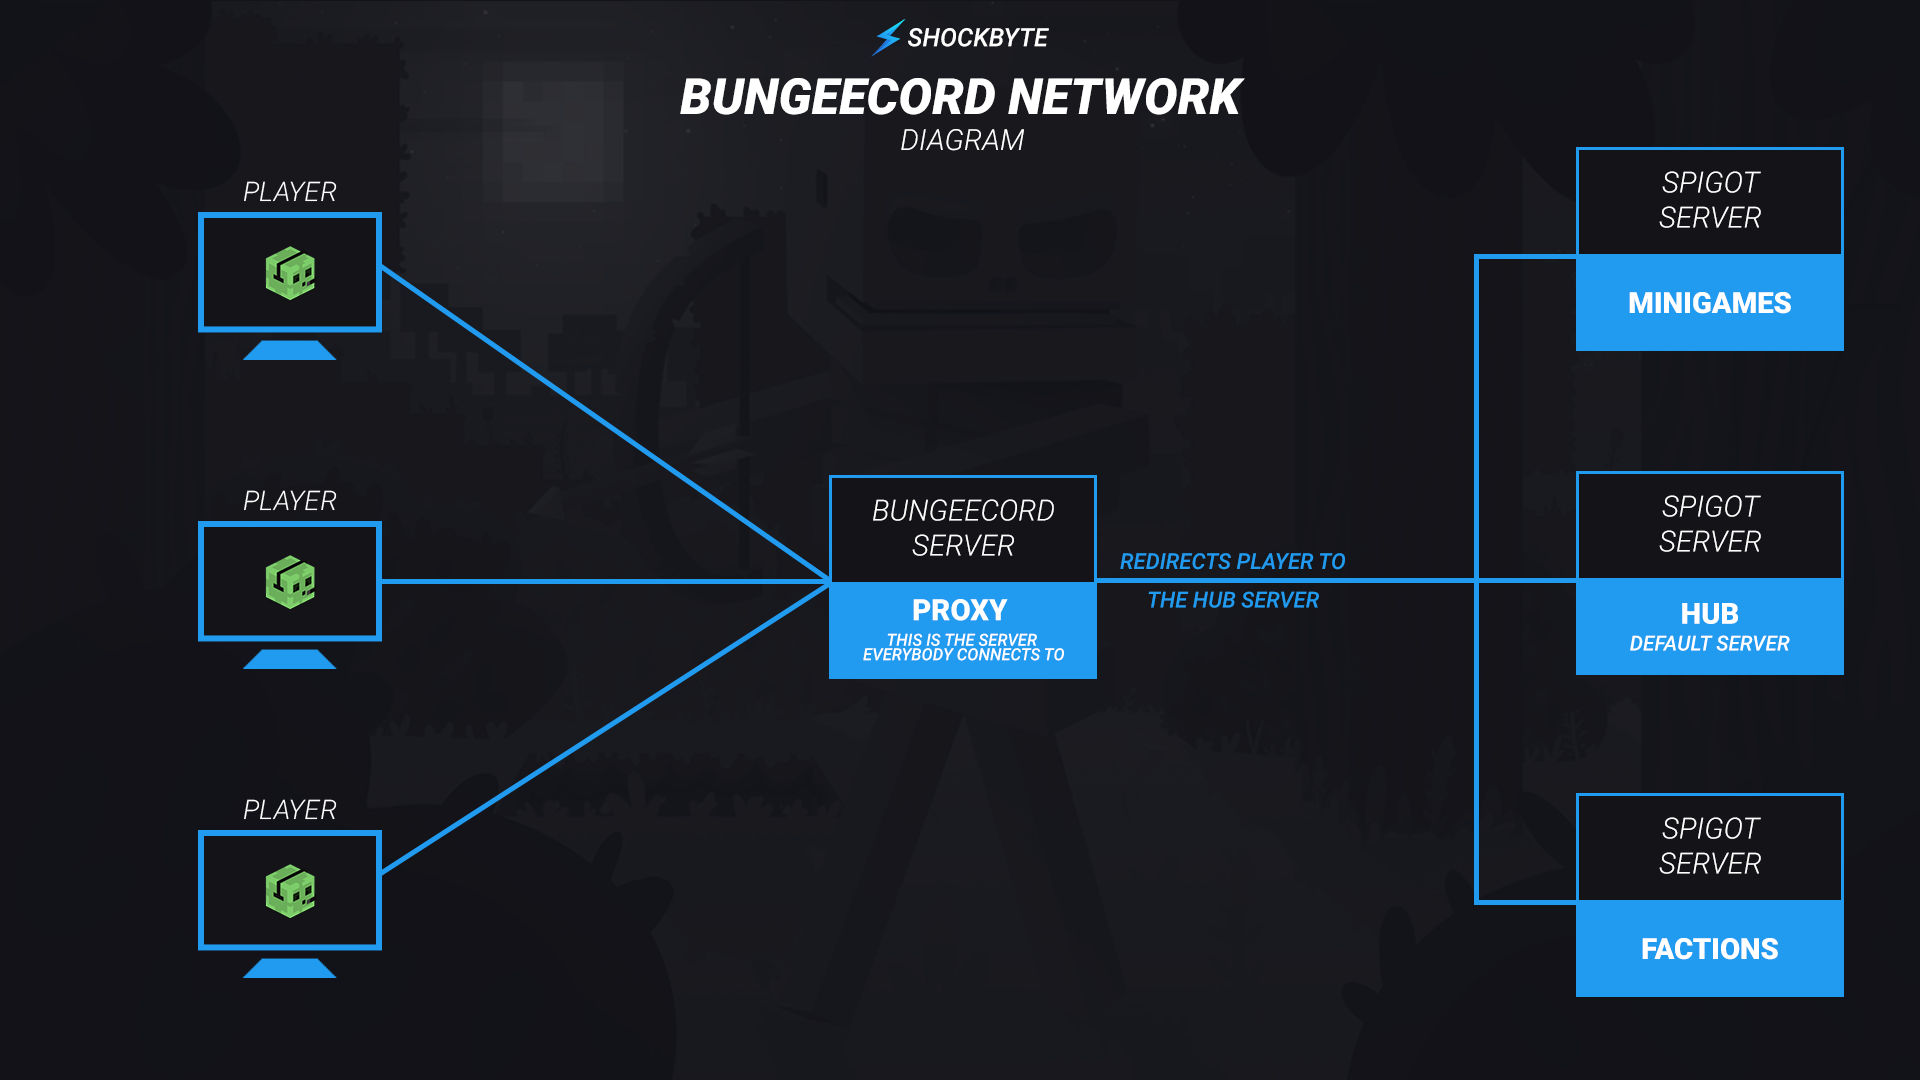 SHOCKBYTE
BUNGEECORD NETWORK
DIAGRAM
PLAYER
PLAYER
PLAYER
BUNGEECORD
SERVER
PROXY
THIS IS THE SERVER
EVERYBODY CONNECTS TO
REDIRECTS PLAYER TO
THE HUB SERVER
SPIGOT
SERVER
MINIGAMES
SPIGOT
SERVER
HUB
DEFAULT SERVER
SPIGOT
SERVER
FACTIONS